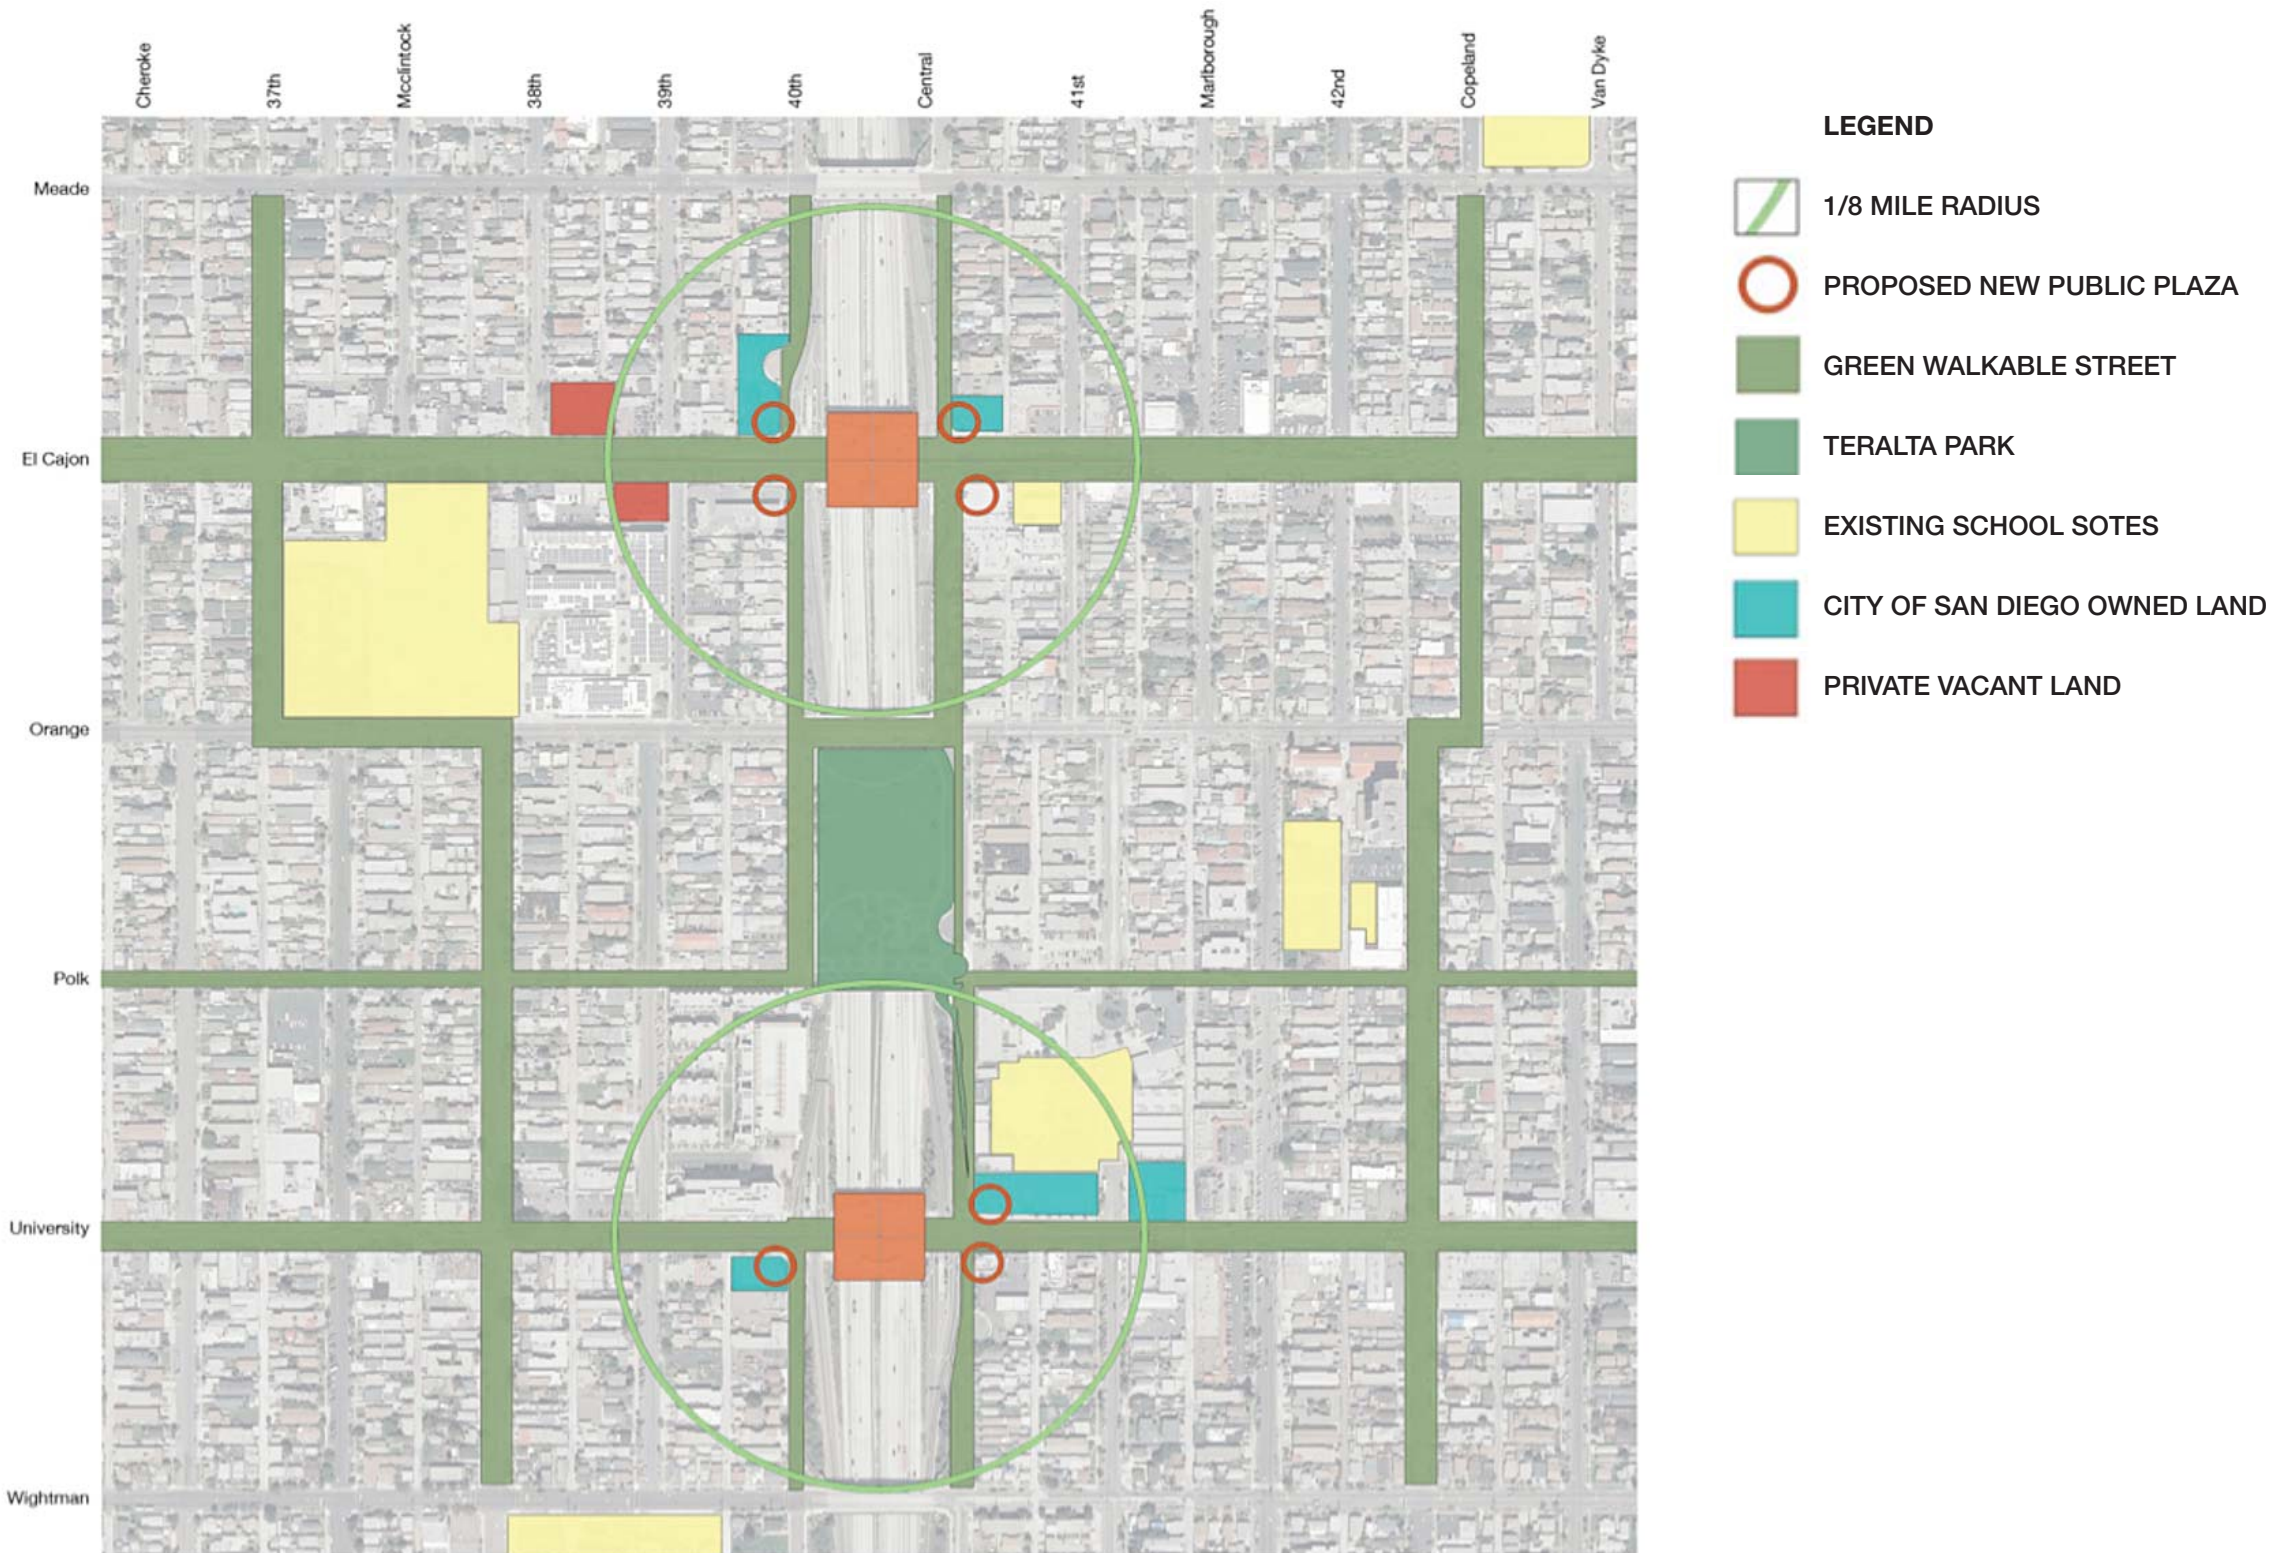 Cheroke
37th
Mcclintock
38th
39th
40th
Central
41st
Marlborough
42nd
Copeland
Van Dyke
Meade
El Cajon
Orange
Polk
University
Wightman
LEGEND
1/8 MILE RADIUS
PROPOSED NEW PUBLIC PLAZA
GREEN WALKABLE STREET
TERALTA PARK
EXISTING SCHOOL SOTES
CITY OF SAN DIEGO OWNED LAND
PRIVATE VACANT LAND